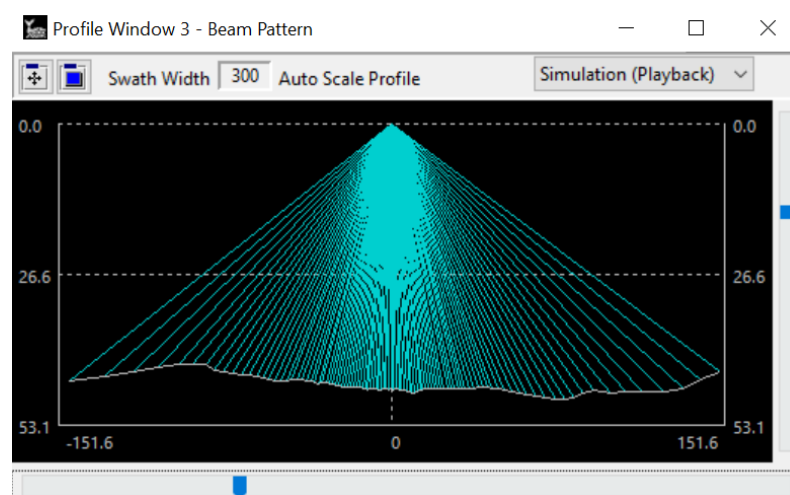 Profile Window 3 - Beam Pattern
Swath Width 300 Auto Scale Profile Simulation (Playback)
0.0 0.0
26.6 26.6
53.1 53.1
-151.6 0 151.6